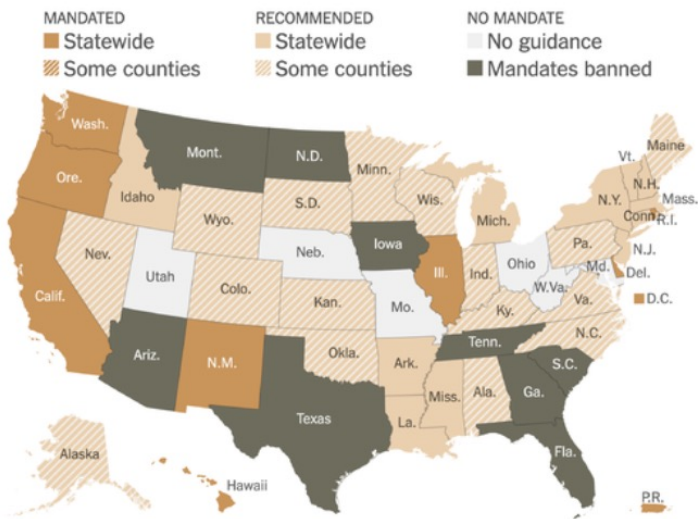 MANDATED RECOMMENDED NO MANDATE
Statewide Statewide No guidance
Some counties Some counties Mandates banned
Wash.
Maine
Mont. N.D. Minn. Vt.
Ore. N.H.
Idaho S.D. Wis. N.Y. Mass.
Wyo. Mich. Conn. R.I.
Iowa Pa. N.J.
Nev. Neb. Ohio
Utah Ill. Ind. Md. Del.
Calif. Colo. W.Va. D.C.
Kan. Mo. Ky. Va.
N.C.
Ariz. N.M. Okla. Ark. Tenn. S.C.
Miss. Ala. Ga.
Texas La.
Alaska Fla.
Hawaii P.R.